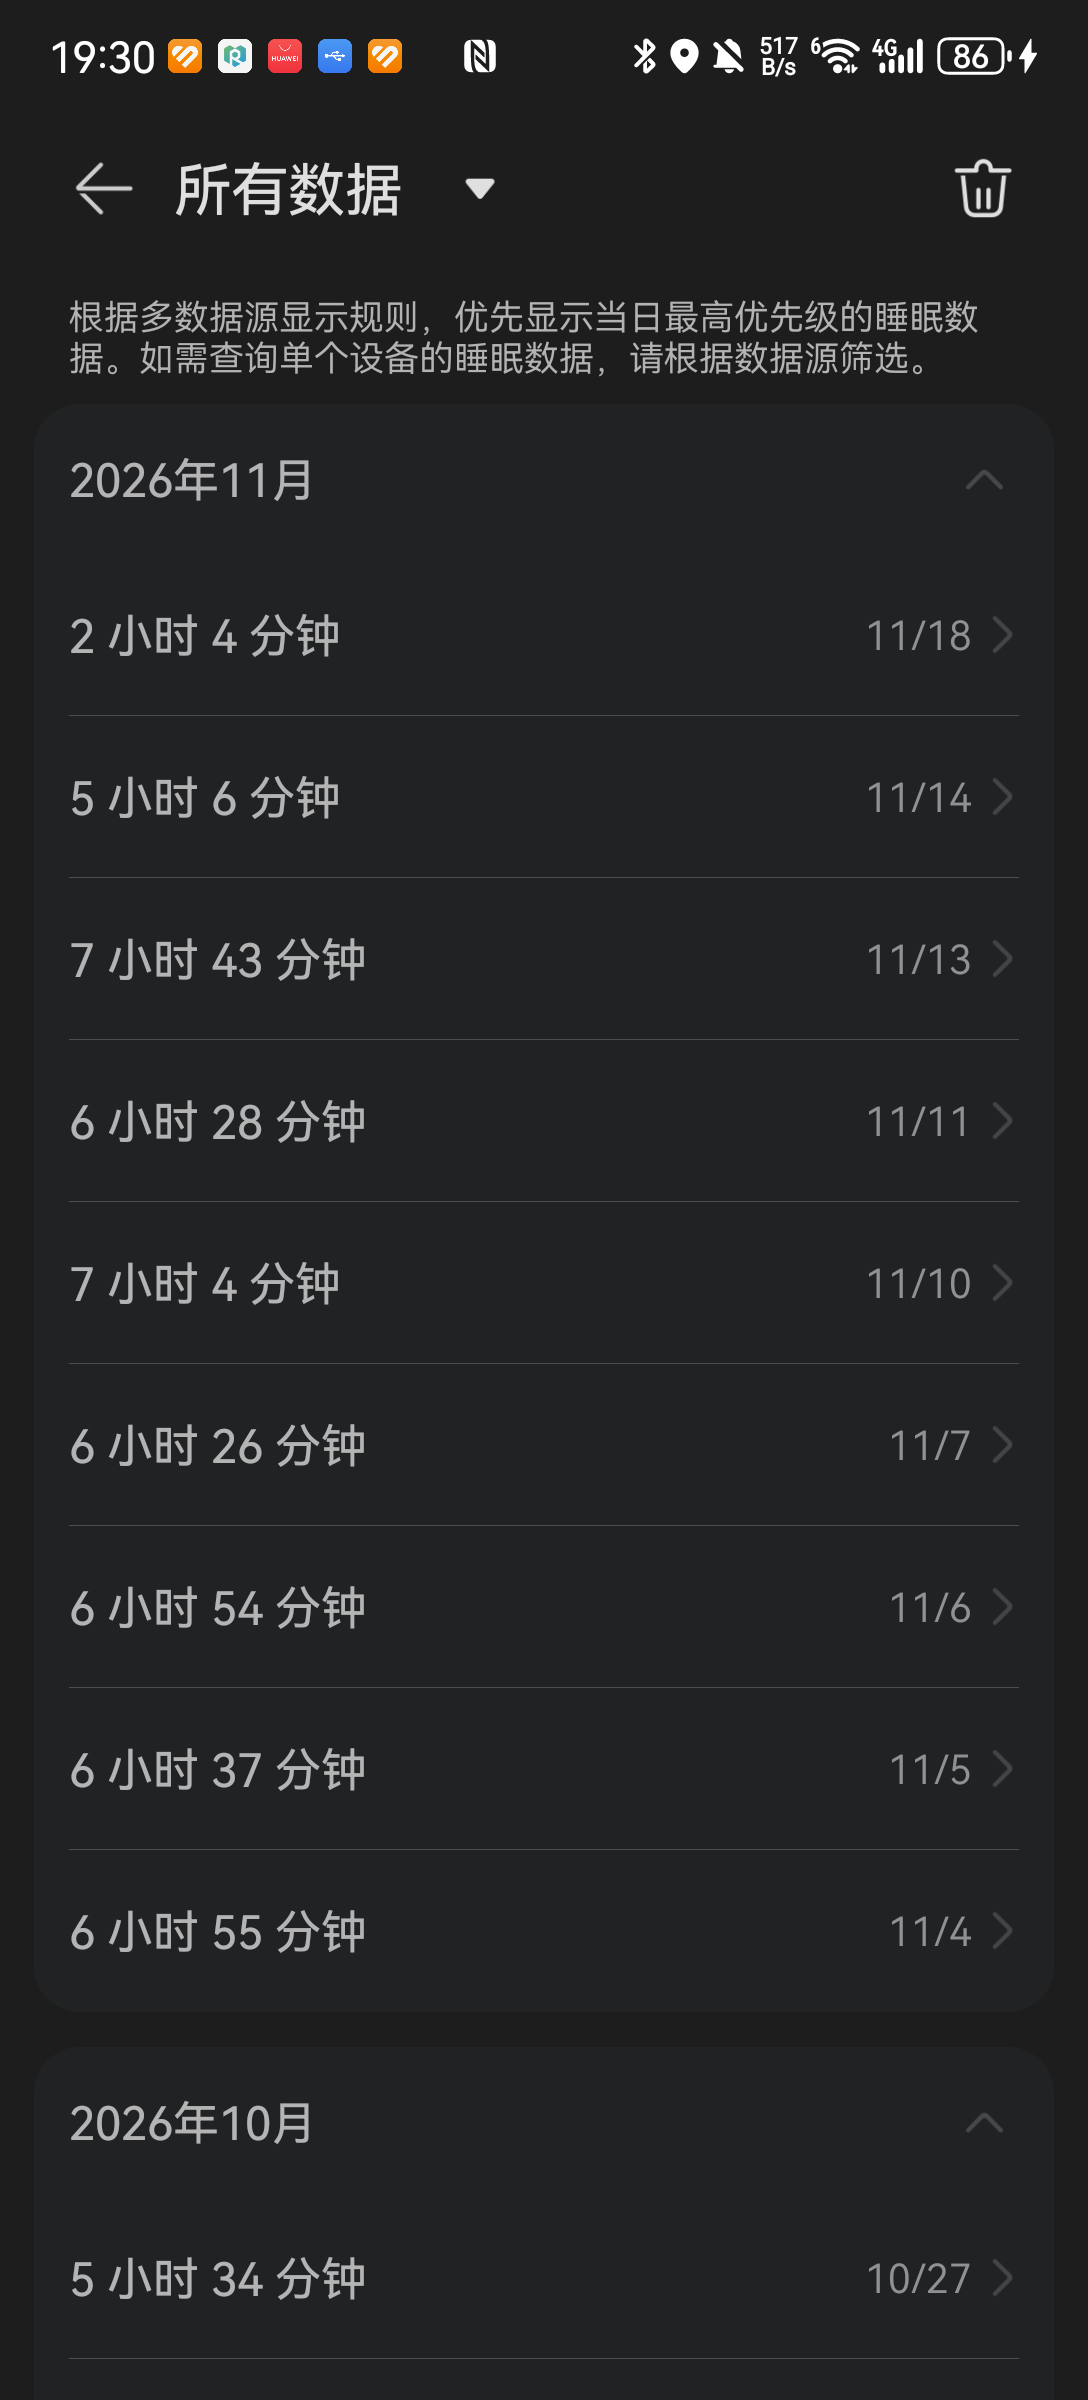 19:30
HUAWEI
517
B/s
6
4G
86
所有数据
根据多数据源显示规则，优先显示当日最高优先级的睡眠数
据。如需查询单个设备的睡眠数据，请根据数据源筛选。
2026年11月
2 小时 4 分钟 11/18
5 小时 6 分钟 11/14
7 小时 43 分钟 11/13
6 小时 28 分钟 11/11
7 小时 4 分钟 11/10
6 小时 26 分钟 11/7
6 小时 54 分钟 11/6
6 小时 37 分钟 11/5
6 小时 55 分钟 11/4
2026年10月
5 小时 34 分钟 10/27